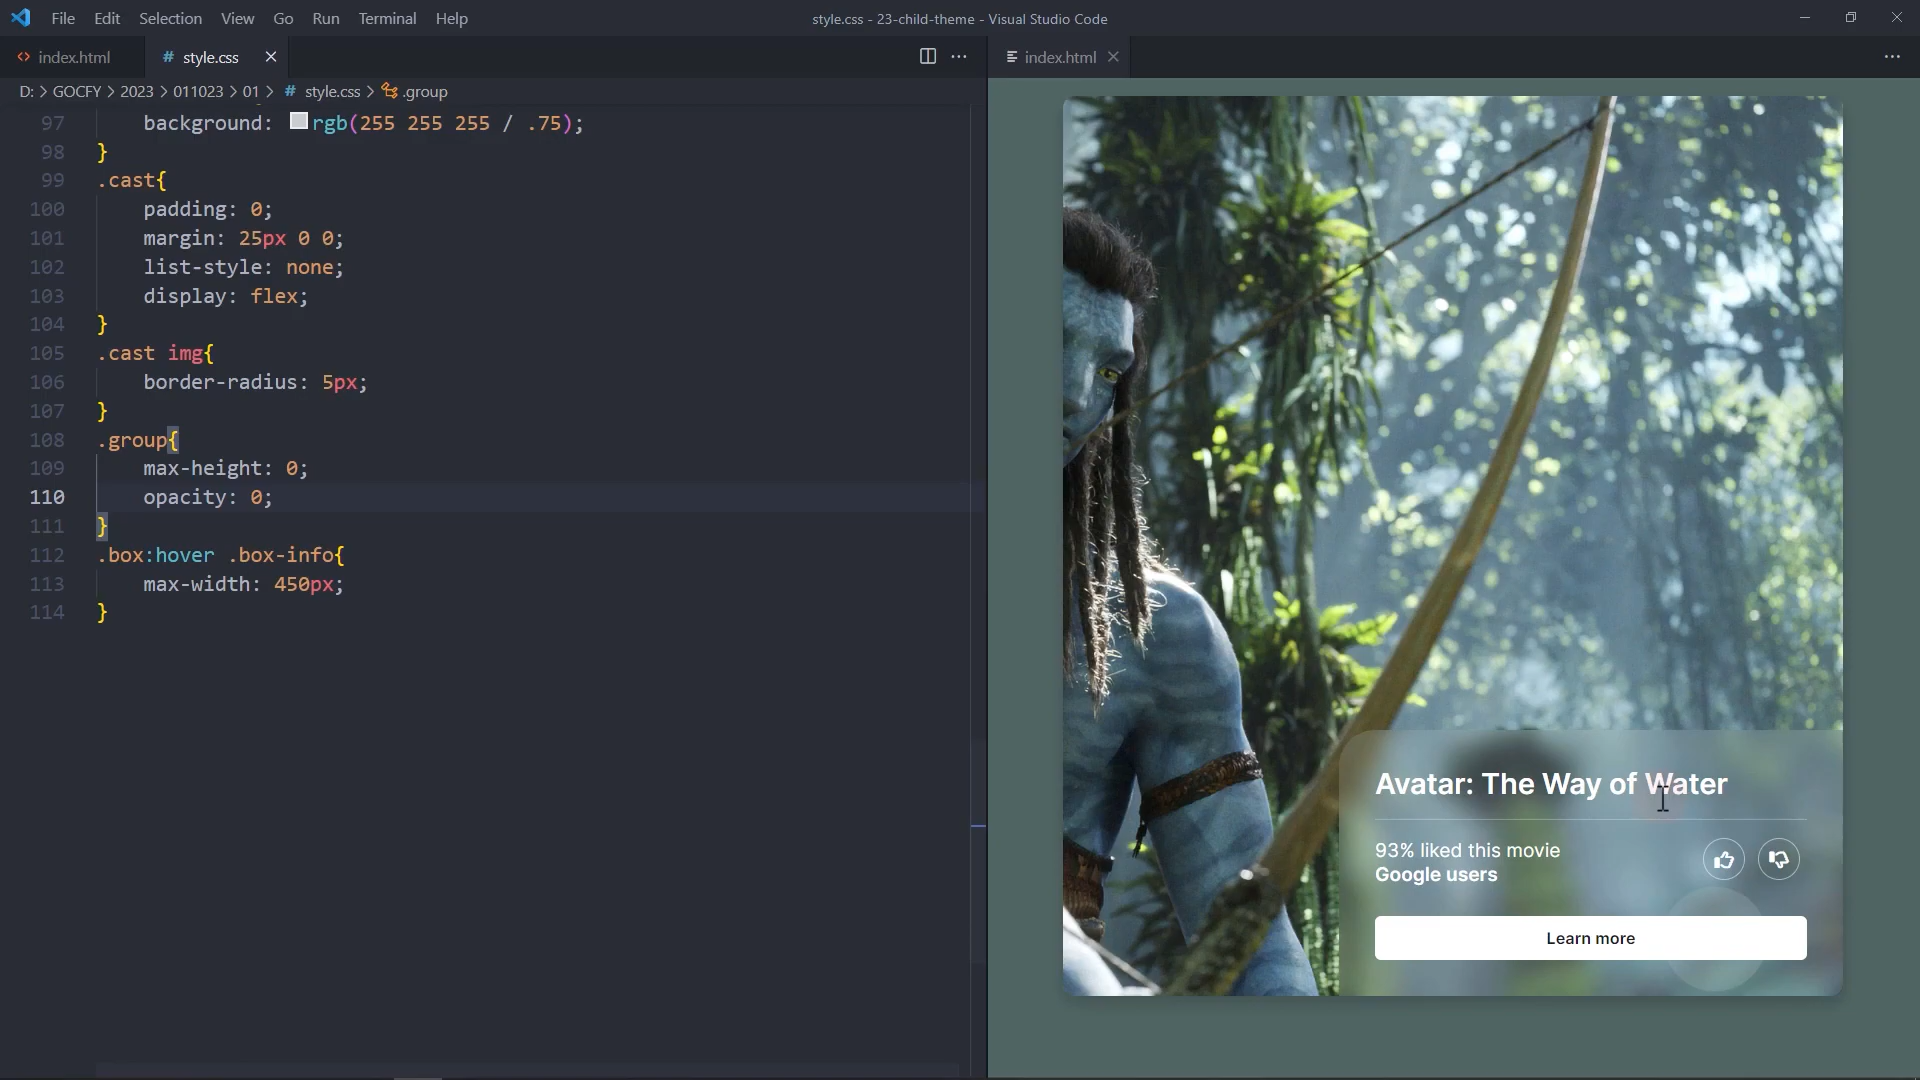 File Edit Selection View Go Run Terminal Help
style.css - 23-child-theme - Visual Studio Code
index.html
# style.css
index.html
D: > GOCFY > 2023 > 011023 > 01 > # style.css > .group
97 background: rgb(255 255 255 / .75);
98 }
99 .cast{
100 padding: 0;
101 margin: 25px 0 0;
102 list-style: none;
103 display: flex;
104 }
105 .cast img{
106 border-radius: 5px;
107 }
108 .group{
109 max-height: 0;
110 opacity: 0;
111 }
112 .box:hover .box-info{
113 max-width: 450px;
114 }
Avatar: The Way of Water
93% liked this movie
Google users
Learn more